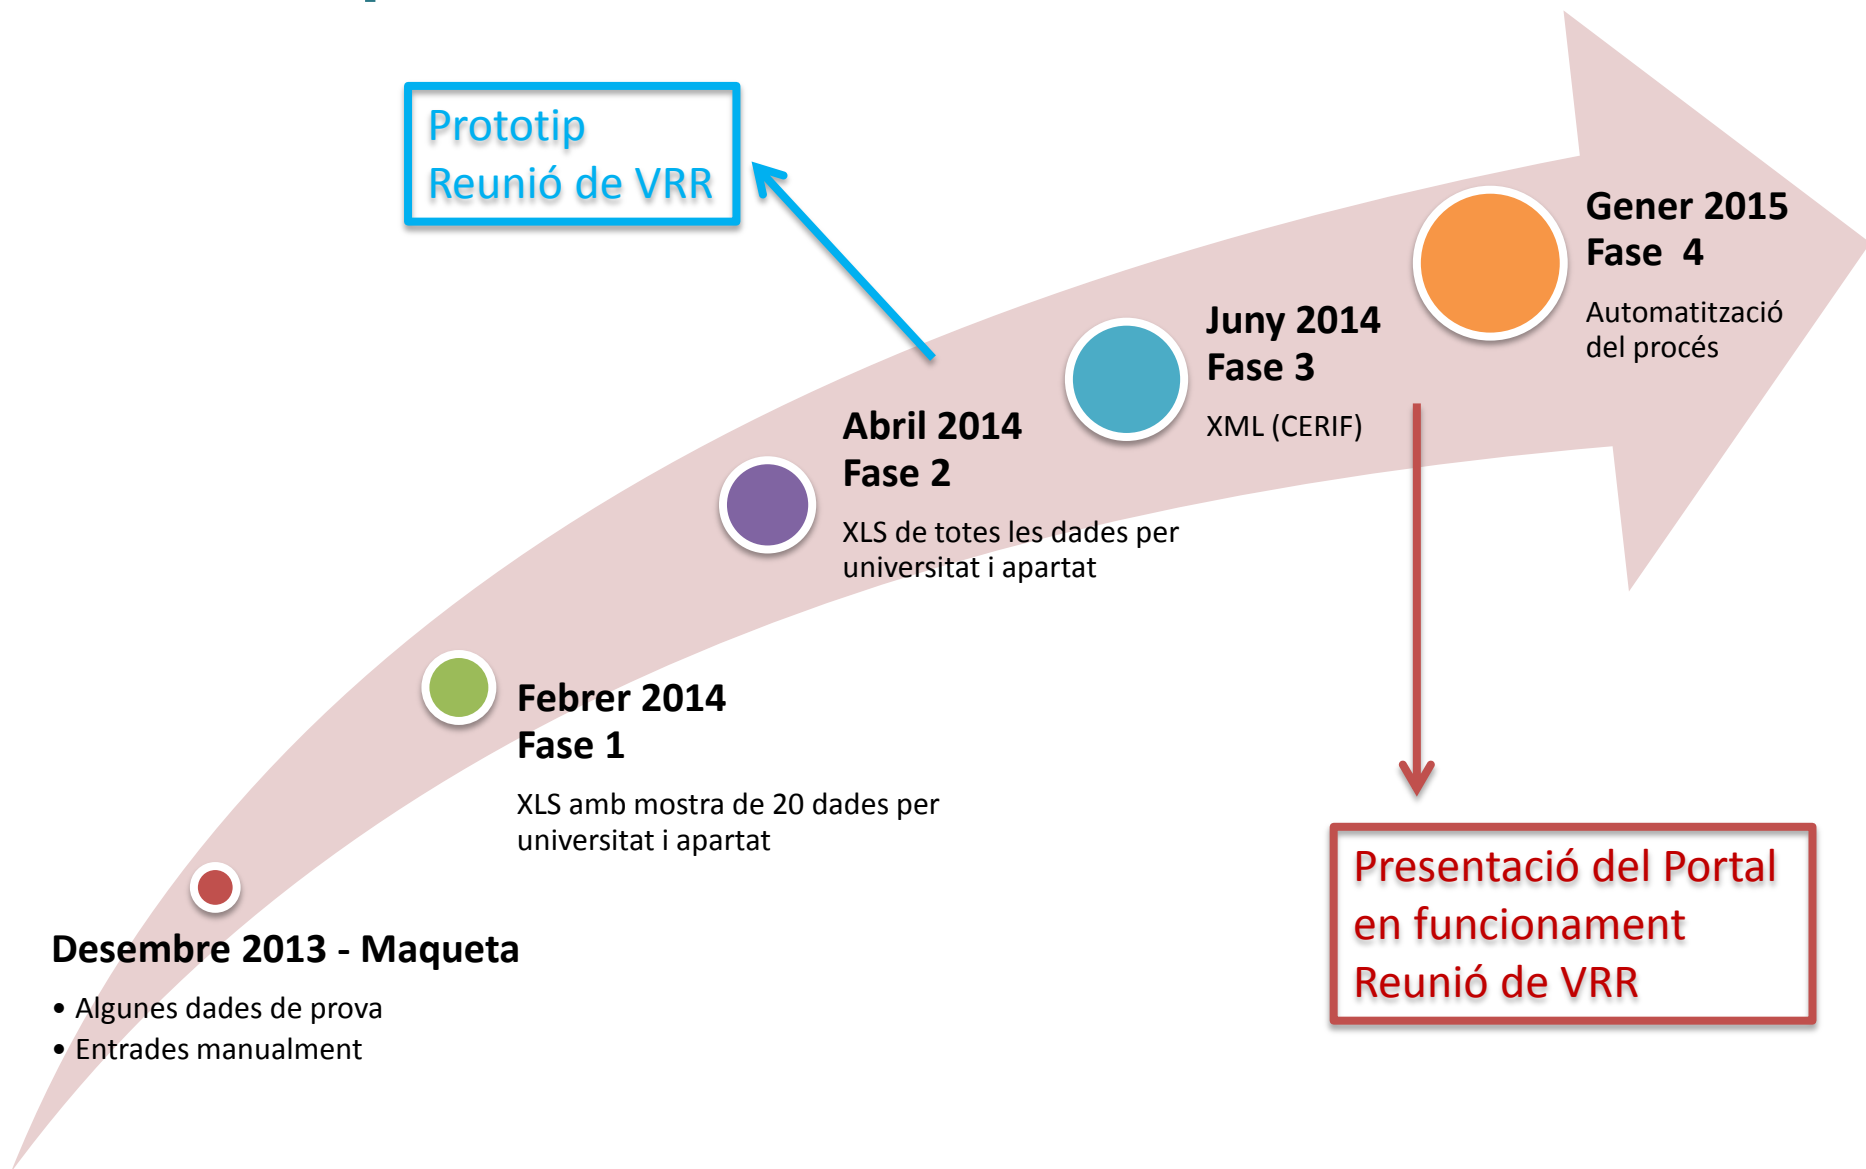 Prototip
Reunió de VRR
Gener 2015
Fase 4
Automatització
del procés
Juny 2014
Fase 3
XML (CERIF)
Abril 2014
Fase 2
XLS de totes les dades per
universitat i apartat
Febrer 2014
Fase 1
XLS amb mostra de 20 dades per
universitat i apartat
Presentació del Portal
en funcionament
Reunió de VRR
Desembre 2013 - Maqueta
• Algunes dades de prova
• Entrades manualment